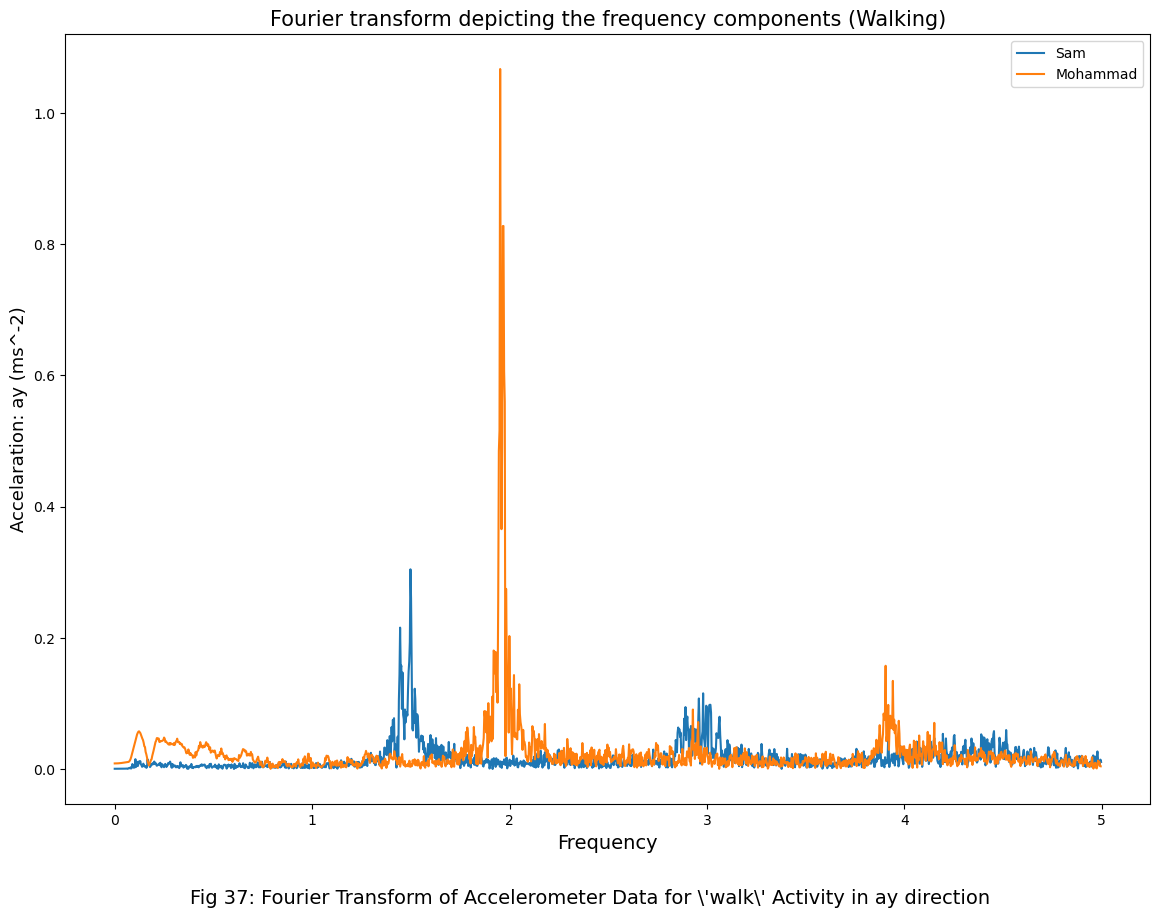 Fourier transform depicting the frequency components (Walking)
Sam
Mohammad
1.0
0.8
0.6
0.4
0.2
0.0
Accelaration: ay (ms^-2)
0 1 2 3 4 5
Frequency
Fig 37: Fourier Transform of Accelerometer Data for \'walk\' Activity in ay direction